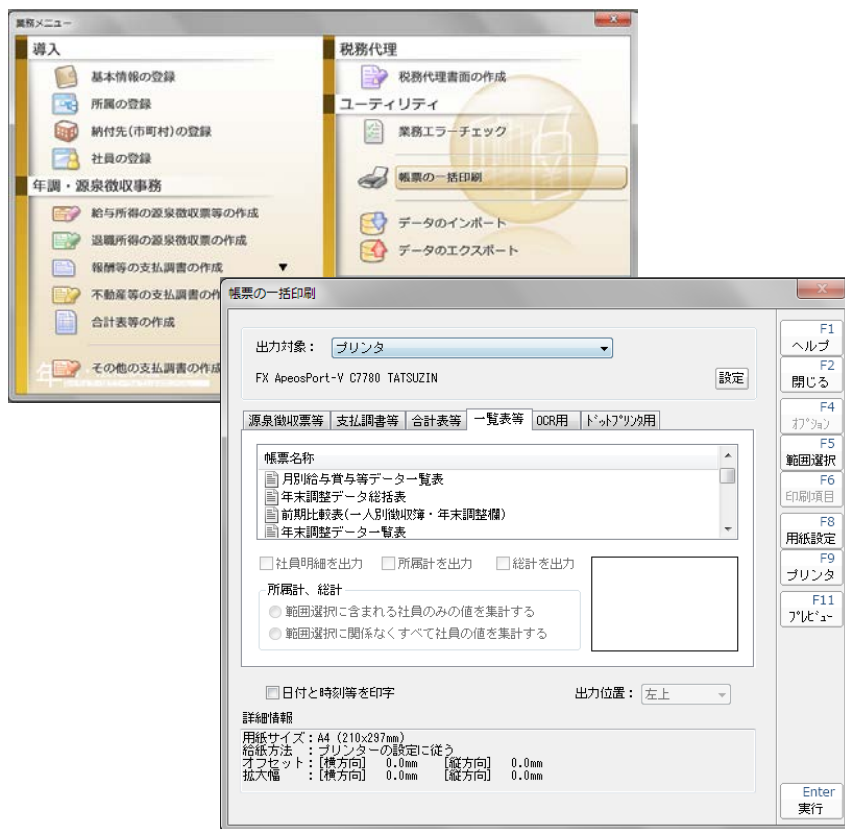 業務メニュー
導入
基本情報の登録
所属の登録
納付先(市町村)の登録
社員の登録
年調・源泉徴収事務
給与所得の源泉徴収票等の作成
退職所得の源泉徴収票の作成
報酬等の支払調書の作成 ▼
不動産等の支払調書の作
合計表等の作成
その他の支払調書の作成
税務代理
税務代理書面の作成
ユーティリティ
業務エラーチェック
帳票の一括印刷
データのインポート
データのエクスポート
帳票の一括印刷
出力対象: プリンタ
FX ApeosPort-V C7780 TATSUZIN 設定
源泉徴収票等 支払調書等 合計表等 一覧表等 OCR用 ドットプリンタ用
帳票名称
月別給与賞与等データ一覧表
年末調整データ総括表
前期比較表(一人別徴収簿・年末調整欄)
年末調整データ一覧表
社員明細を出力 所属計を出力 総計を出力
所属計、総計
範囲選択に含まれる社員のみの値を集計する
範囲選択に関係なくすべて社員の値を集計する
日付と時刻等を印字 出力位置: 左上
詳細情報
用紙サイズ:A4 (210x297mm)
給紙方法 :プリンターの設定に従う
オフセット:[横方向] 0.0mm [縦方向] 0.0mm
拡大幅 :[横方向] 0.0mm [縦方向] 0.0mm
F1
ヘルプ
F2
閉じる
F4
オプション
F5
範囲選択
F6
印刷項目
F8
用紙設定
F9
プリンタ
F11
プレビュー
Enter
実行